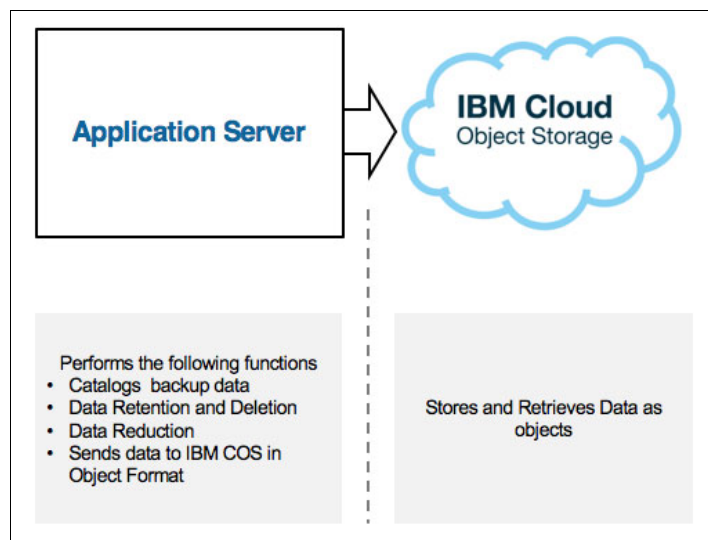 Application Server
IBM Cloud
Object Storage
Performs the following functions
• Catalogs backup data
• Data Retention and Deletion
• Data Reduction
• Sends data to IBM COS in
Object Format
Stores and Retrieves Data as
objects